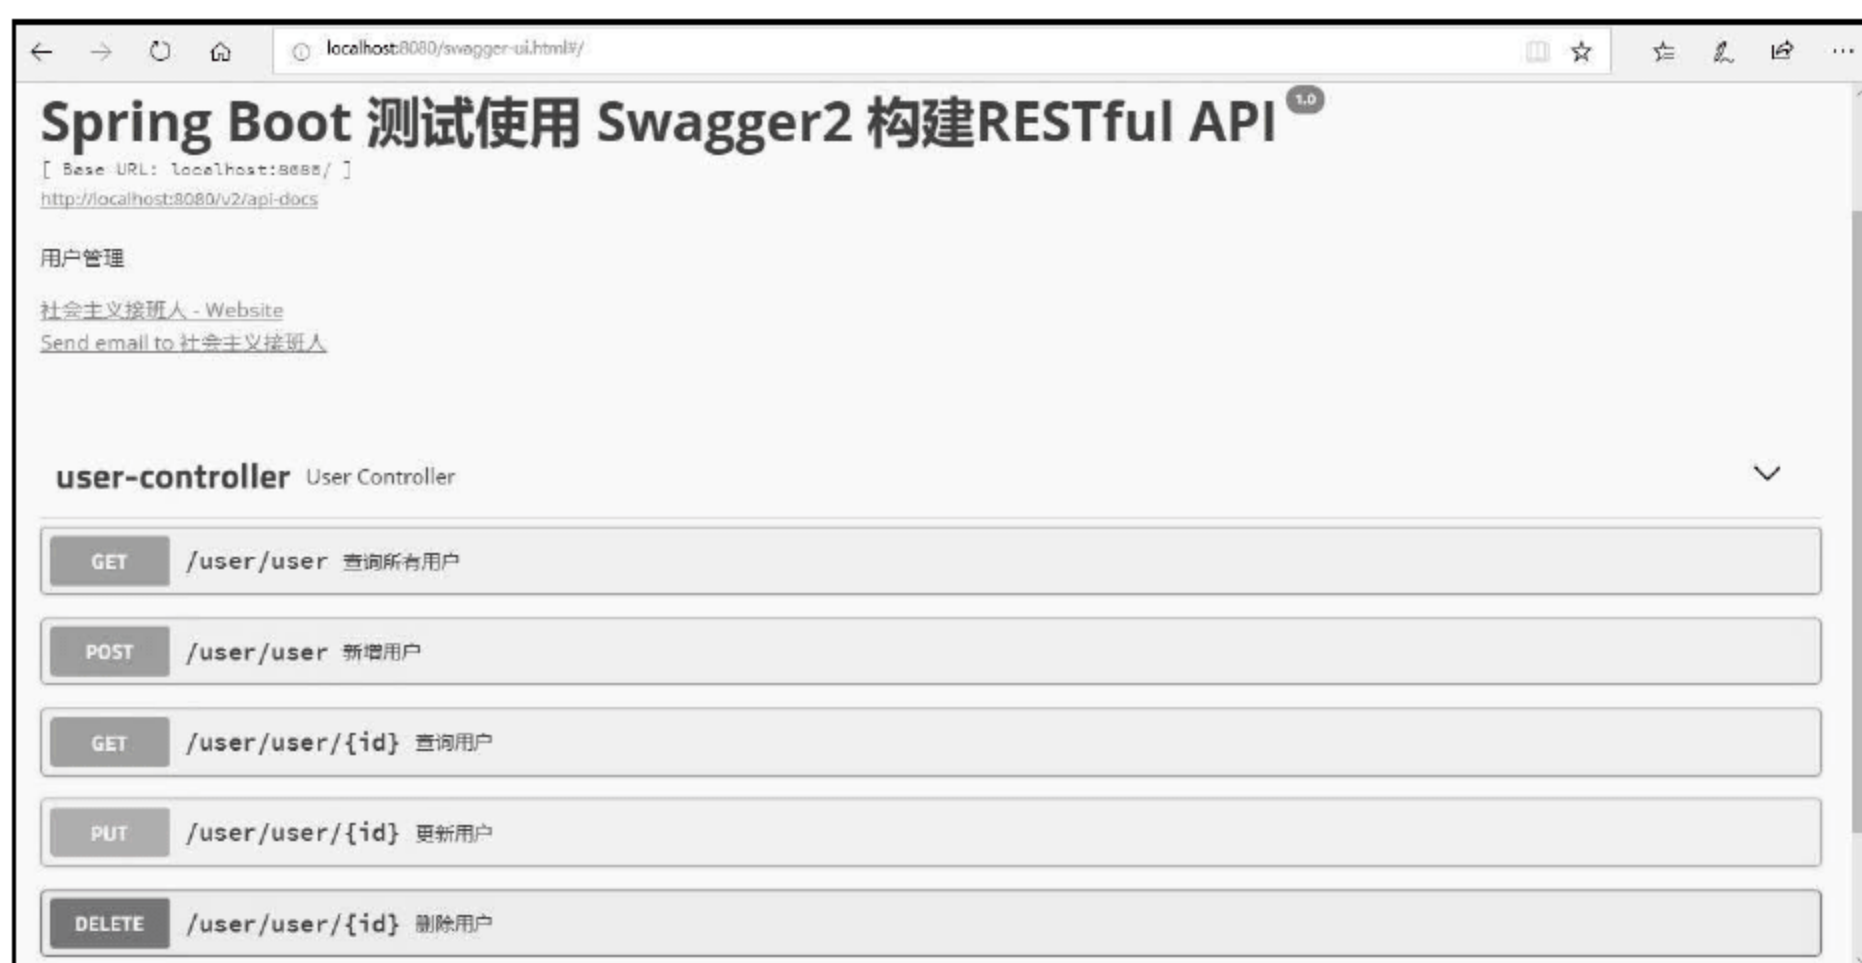 localhost:8080/swagger-ui.html#/
Spring Boot 测试使用 Swagger2 构建RESTful API 1.0
[ Base URL: localhost:8080/ ]
http://localhost:8080/v2/api-docs
用户管理
社会主义接班人 - Website
Send email to 社会主义接班人
user-controller User Controller
GET /user/user 查询所有用户
POST /user/user 新增用户
GET /user/user/{id} 查询用户
PUT /user/user/{id} 更新用户
DELETE /user/user/{id} 删除用户